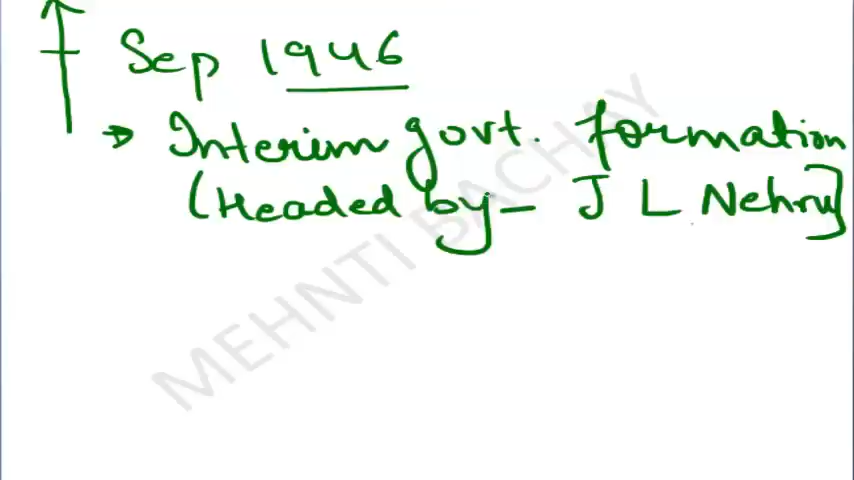 Sep 1946
→ Interim govt. formation
(Headed by - J L Nehru]
MEHNTI BACHAY